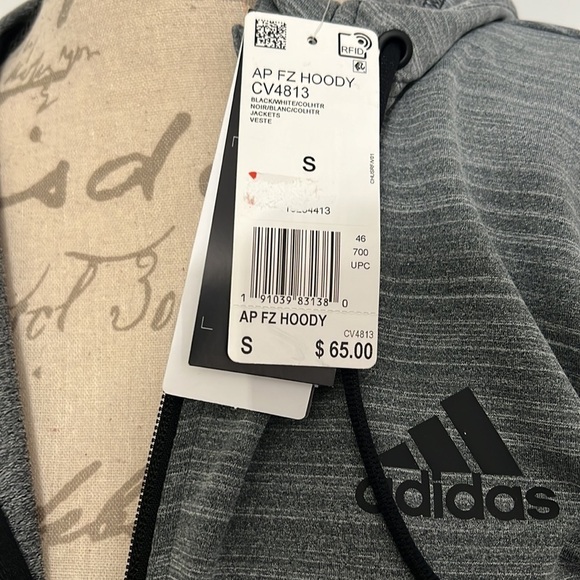 RFID
AP FZ HOODY
CV4813
BLACK/WHITE/COLHTR
NOIR/BLANC/COLHTR
JACKETS
VESTE
S
4413
46
700
UPC
1 91039 83138 0
AP FZ HOODY
CV4813
S $ 65.00
adidas